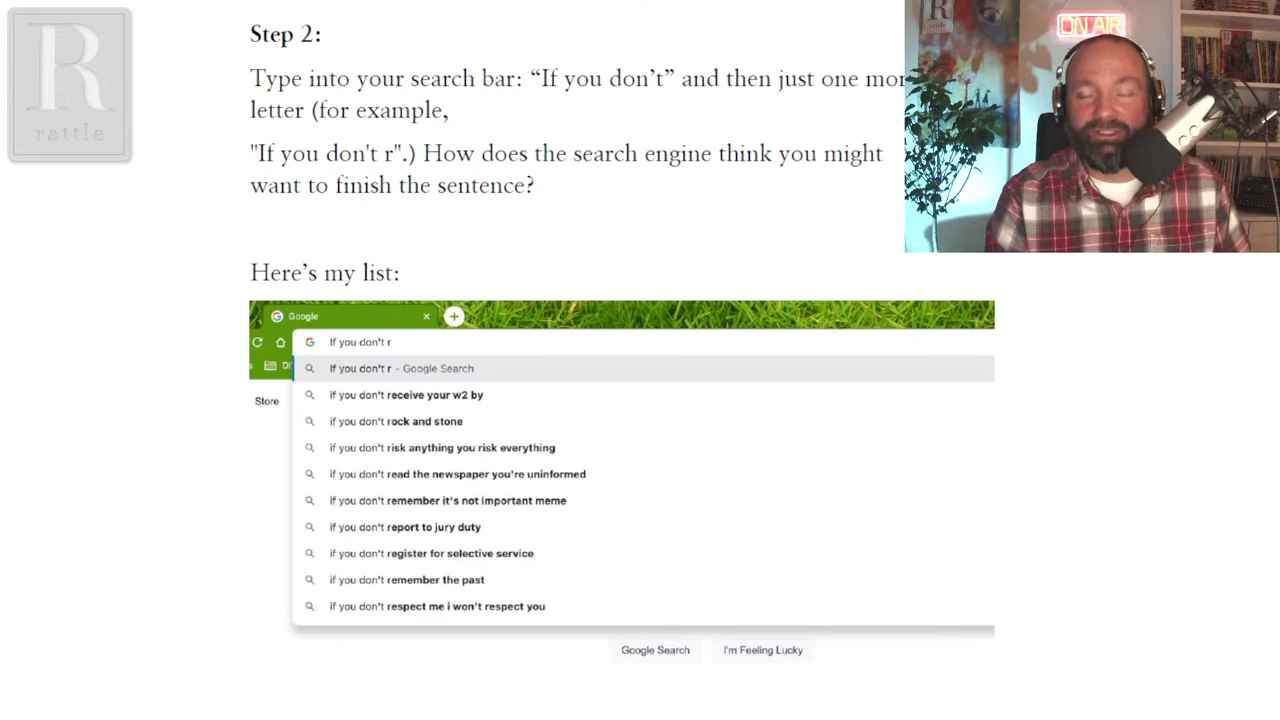 R
rattle
Step 2:
Type into your search bar: “If you don’t” and then just one
letter (for example,
"If you don't r".) How does the search engine think you might
want to finish the sentence?
Here’s my list:
Google
If you don't r
If you don't r - Google Search
if you don't receive your w2 by
Store
if you don't rock and stone
if you don't risk anything you risk everything
if you don't read the newspaper you're uninformed
if you don't remember it's not important meme
if you don't report to jury duty
if you don't register for selective service
if you don't remember the past
if you don't respect me i won't respect you
Google Search
I'm Feeling Lucky
ON AIR
R